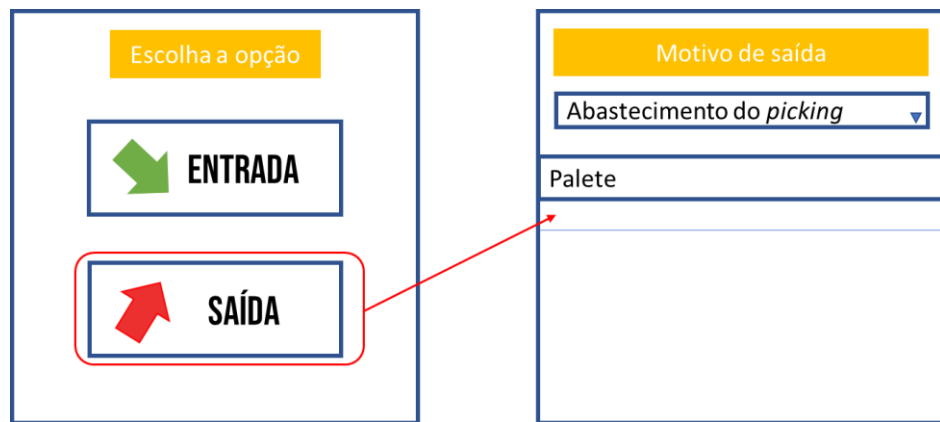 Escolha a opção
ENTRADA
SAÍDA
Motivo de saída
Abastecimento do picking
Palete